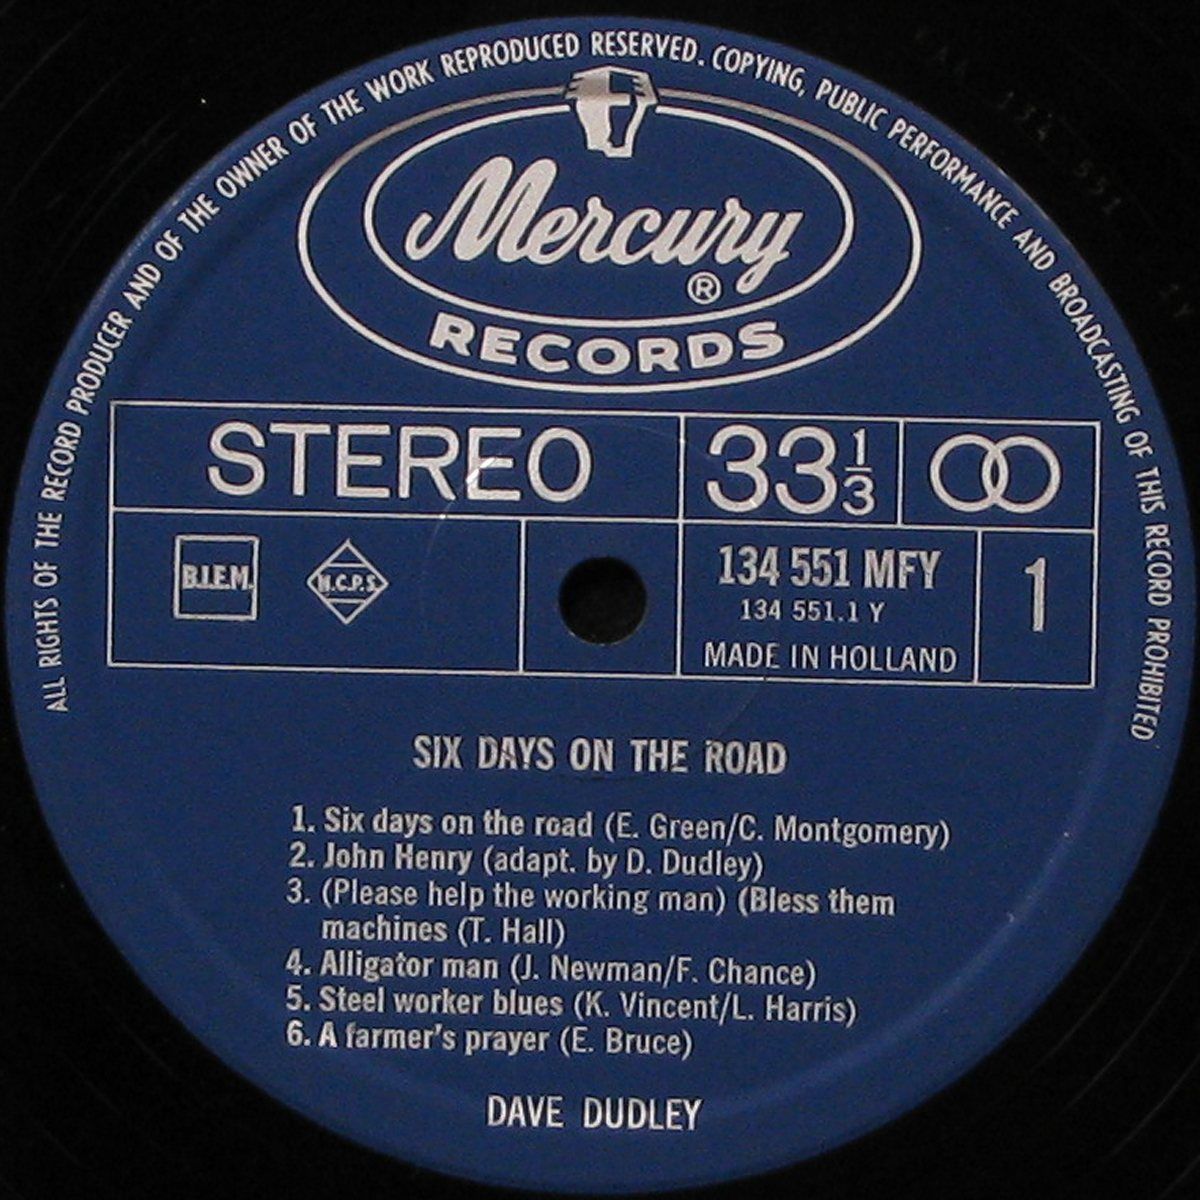 ALL RIGHTS OF THE RECORD PRODUCER AND OF THE OWNER OF THE WORK REPRODUCED RESERVED. COPYING, PUBLIC PERFORMANCE AND BROADCASTING OF THIS RECORD PROHIBITED
Mercury
®
RECORDS
STEREO 33 1/3
B.I.E.M. N.C.P.S. 134 551 MFY 1
134 551.1 Y
MADE IN HOLLAND
SIX DAYS ON THE ROAD
1. Six days on the road (E. Green/C. Montgomery)
2. John Henry (adapt. by D. Dudley)
3. (Please help the working man) (Bless them
machines (T. Hall)
4. Alligator man (J. Newman/F. Chance)
5. Steel worker blues (K. Vincent/L. Harris)
6. A farmer's prayer (E. Bruce)
DAVE DUDLEY